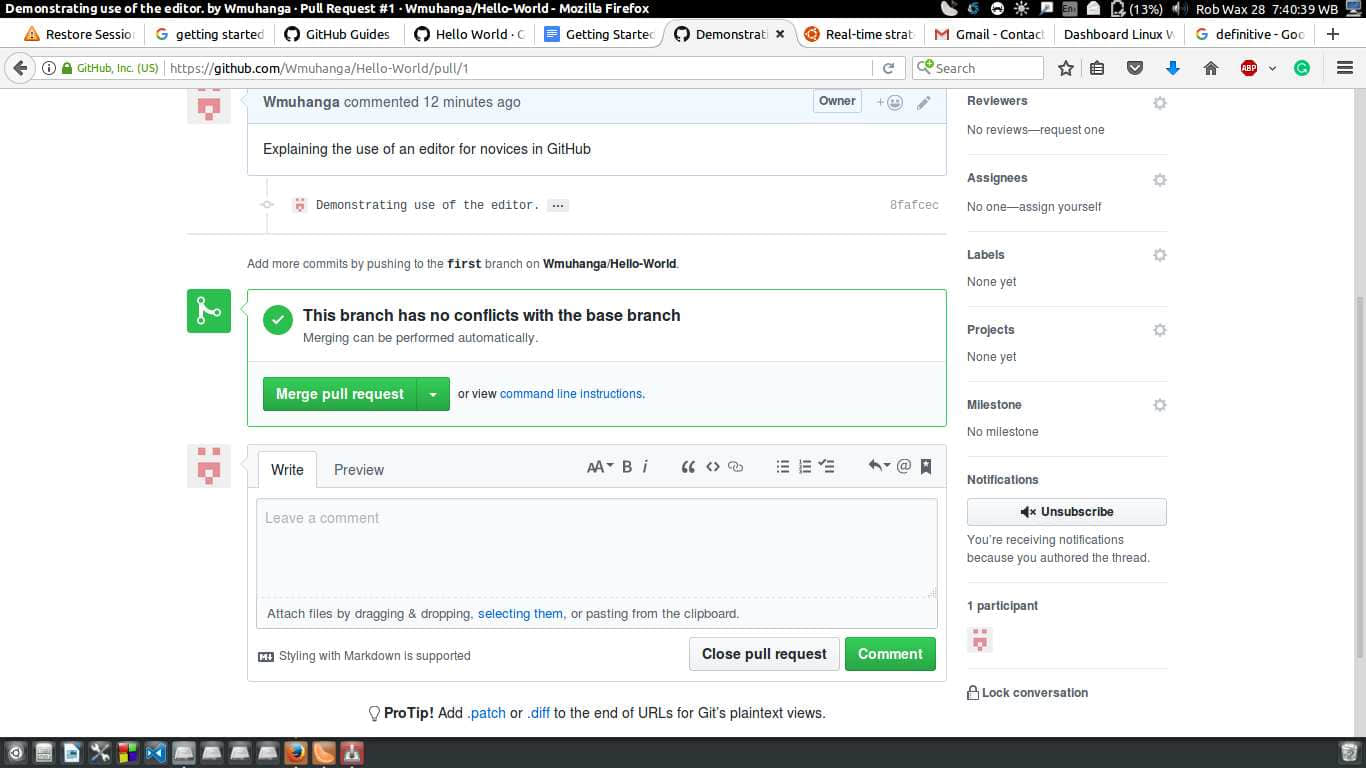 Demonstrating use of the editor. by Wmuhanga · Pull Request #1 · Wmuhanga/Hello-World - Mozilla Firefox
En (13%) Rob Wax 28 7:40:39 WB
Restore Sessio
getting started
GitHub Guides
Hello World · 
Getting Starte
Demonstrati
Real-time strat
Gmail - Contact
Dashboard Linux
definitive - Goo
GitHub, Inc. (US) https://github.com/Wmuhanga/Hello-World/pull/1 Search ABP
Wmuhanga commented 12 minutes ago Owner
Explaining the use of an editor for novices in GitHub
Demonstrating use of the editor. ... 8fafcec
Add more commits by pushing to the first branch on Wmuhanga/Hello-World.
This branch has no conflicts with the base branch
Merging can be performed automatically.
Merge pull request or view command line instructions.
Write Preview AA B i @
Leave a comment
Attach files by dragging & dropping, selecting them, or pasting from the clipboard.
Styling with Markdown is supported
Close pull request Comment
ProTip! Add .patch or .diff to the end of URLs for Git's plaintext views.
Reviewers
No reviews—request one
Assignees
No one—assign yourself
Labels
None yet
Projects
None yet
Milestone
No milestone
Notifications
Unsubscribe
You're receiving notifications
because you authored the thread.
1 participant
Lock conversation